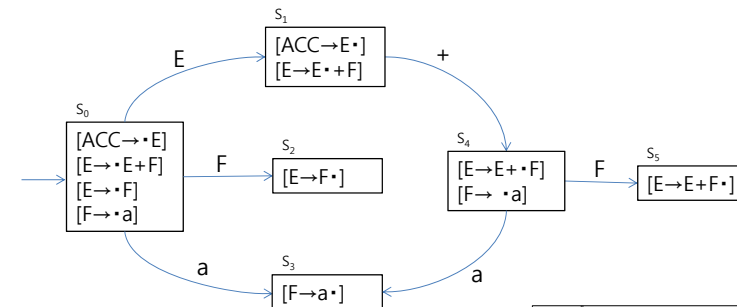 S₁
[ACC→E▪]
[E→E▪+F]
E
+
S₀
[ACC→▪E]
[E→▪E+F]
[E→▪F]
[F→▪a]
F
S₂
[E→F▪]
S₄
[E→E+▪F]
[F→ ▪a]
F
S₅
[E→E+F▪]
a
S₃
[F→a▪]
a